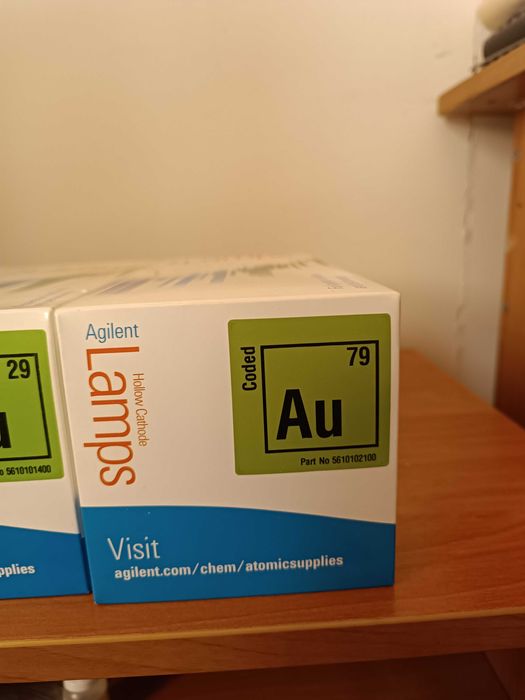 29
u
o 5610101400
pplies
Agilent
Lamps
Hollow Cathode
Coded
79
Au
Part No 5610102100
Visit
agilent.com/chem/atomicsupplies